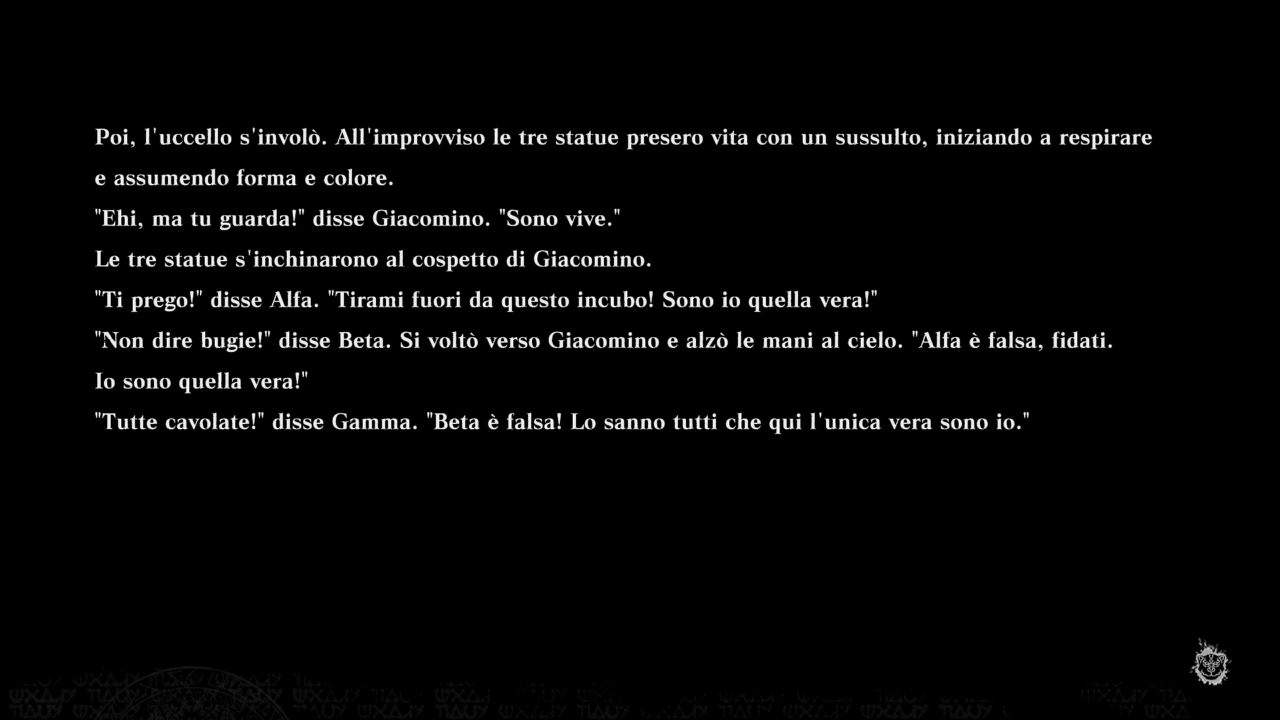 Poi, l'uccello s'involò. All'improvviso le tre statue presero vita con un sussulto, iniziando a respirare
e assumendo forma e colore.
"Ehi, ma tu guarda!" disse Giacomino. "Sono vive."
Le tre statue s'inchinarono al cospetto di Giacomino.
"Ti prego!" disse Alfa. "Tirami fuori da questo incubo! Sono io quella vera!"
"Non dire bugie!" disse Beta. Si voltò verso Giacomino e alzò le mani al cielo. "Alfa è falsa, fidati.
Io sono quella vera!"
"Tutte cavolate!" disse Gamma. "Beta è falsa! Lo sanno tutti che qui l'unica vera sono io."